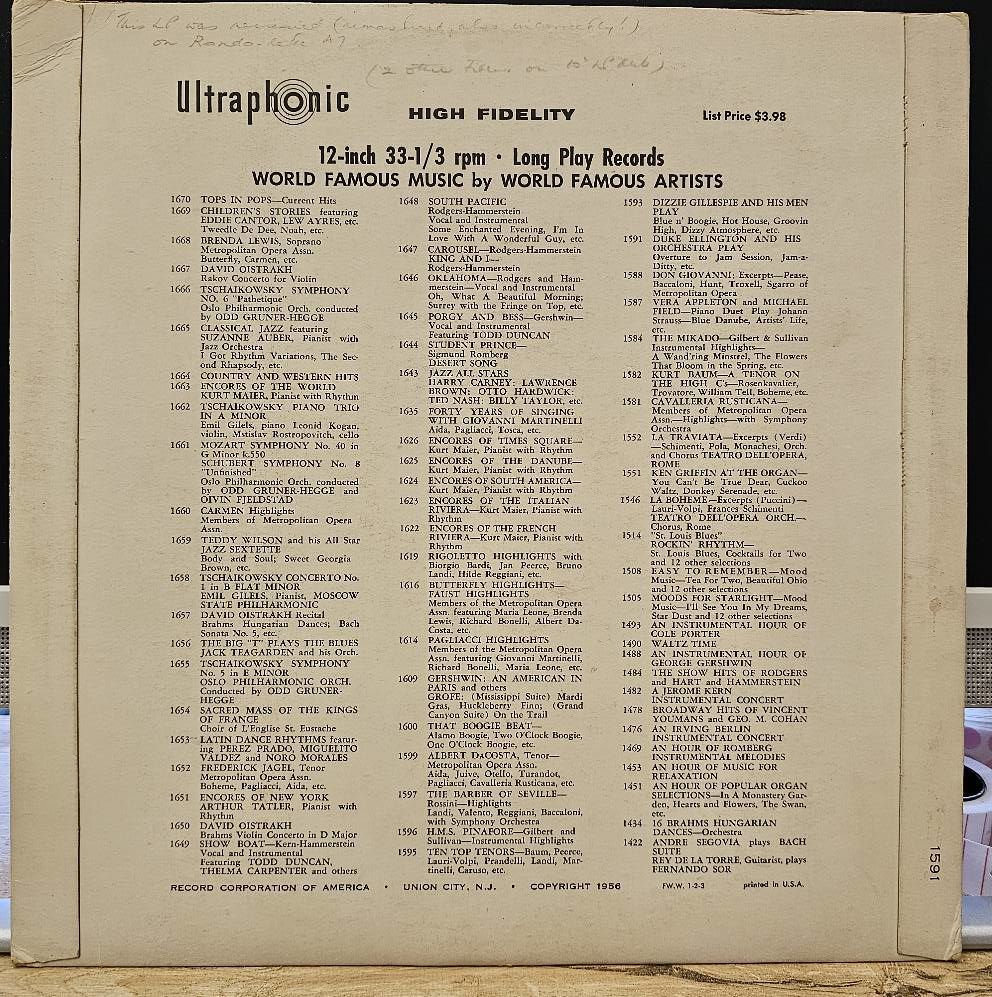 This LP was reissued
on Rondo-lette A7
Ultraphonic
HIGH FIDELITY
List Price $3.98
12-inch 33-1/3 rpm · Long Play Records
WORLD FAMOUS MUSIC by WORLD FAMOUS ARTISTS
1670 TOPS IN POPS—Current Hits
1669 CHILDREN'S STORIES featuring
EDDIE CANTOR, LEW AYRES, etc.
Tweedle De Dee, Noah, etc.
1668 BRENDA LEWIS, Soprano
Metropolitan Opera Assn.
Butterfly, Carmen, etc.
1667 DAVID OISTRAKH
Rakov Concerto for Violin
1666 TSCHAIKOWSKY SYMPHONY
NO. 6 "Pathetique"
Oslo Philharmonic Orch. conducted
by ODD GRUNER-HEGGE
1665 CLASSICAL JAZZ featuring
SUZANNE AUBER, Pianist with
Jazz Orchestra
I Got Rhythm Variations, The Sec-
ond Rhapsody, etc.
1664 COUNTRY AND WESTERN HITS
1663 ENCORES OF THE WORLD
KURT MAIER, Pianist with Rhythm
1662 TSCHAIKOWSKY PIANO TRIO
IN A MINOR
Emil Gilels, piano Leonid Kogan,
violin, Mstislav Rostropovitch, cello
1661 MOZART SYMPHONY No. 40 in
G Minor k.550
SCHUBERT SYMPHONY No. 8
"Unfinished"
Oslo Philharmonic Orch. conducted
by ODD GRUNER-HEGGE and
OIVIN FJELDSTAD
1660 CARMEN Highlights
Members of Metropolitan Opera
Assn.
1659 TEDDY WILSON and his All Star
JAZZ SEXTETTE
Body and Soul; Sweet Georgia
Brown, etc.
1658 TSCHAIKOWSKY CONCERTO No.
1 in B FLAT MINOR
EMIL GILELS, Pianist, MOSCOW
STATE PHILHARMONIC
1657 DAVID OISTRAKH Recital
Brahms Hungarian Dances; Bach
Sonata No. 5, etc.
1656 THE BIG "T" PLAYS THE BLUES
JACK TEAGARDEN and his Orch.
1655 TSCHAIKOWSKY SYMPHONY
No. 5 in E MINOR
OSLO PHILHARMONIC ORCH.
Conducted by ODD GRUNER-
HEGGE
1654 SACRED MASS OF THE KINGS
OF FRANCE
Choir of L'Englise St. Eustache
1653 LATIN DANCE RHYTHMS featur-
ing PEREZ PRADO, MIGUELITO
VALDEZ and NORO MORALES
1652 FREDERICK JAGEL, Tenor
Metropolitan Opera Assn.
Boheme, Pagliacci, Aida, etc.
1651 ENCORES OF NEW YORK
ARTHUR TATLER, Pianist with
Rhythm
1650 DAVID OISTRAKH
Brahms Violin Concerto in D Major
1649 SHOW BOAT—Kern-Hammerstein
Vocal and Instrumental
Featuring TODD DUNCAN,
THELMA CARPENTER and others
1648 SOUTH PACIFIC
Rodgers-Hammerstein
Vocal and Instrumental
Some Enchanted Evening, I'm In
Love With A Wonderful Guy, etc.
1647 CAROUSEL—Rodgers-Hammerstein
KING AND I—
Rodgers-Hammerstein
1646 OKLAHOMA—Rodgers and Ham-
merstein—Vocal and Instrumental
Oh, What A Beautiful Morning;
Surrey with the Fringe on Top, etc.
1645 PORGY AND BESS—Gershwin—
Vocal and Instrumental
Featuring TODD DUNCAN
1644 STUDENT PRINCE—
Sigmund Romberg
DESERT SONG
1643 JAZZ ALL STARS
HARRY CARNEY: LAWRENCE
BROWN: OTTO HARDWICK:
TED NASH: BILLY TAYLOR, etc.
1635 FORTY YEARS OF SINGING
WITH GIOVANNI MARTINELLI
Aida, Pagliacci, Tosca, etc.
1626 ENCORES OF TIMES SQUARE—
Kurt Maier, Pianist with Rhythm
1625 ENCORES OF THE DANUBE—
Kurt Maier, Pianist with Rhythm
1624 ENCORES OF SOUTH AMERICA—
Kurt Maier, Pianist with Rhythm
1623 ENCORES OF THE ITALIAN
RIVIERA—Kurt Maier, Pianist with
Rhythm
1622 ENCORES OF THE FRENCH
RIVIERA—Kurt Maier, Pianist with
Rhythm
1619 RIGOLETTO HIGHLIGHTS with
Biorgio Bardi, Jan Peerce, Bruno
Landi, Hilde Reggiani, etc.
1616 BUTTERFLY HIGHLIGHTS—
FAUST HIGHLIGHTS
Members of the Metropolitan Opera
Assn. featuring Maria Leone, Brenda
Lewis, Richard Bonelli, Albert Da-
Costa, etc.
1614 PAGLIACCI HIGHLIGHTS
Members of the Metropolitan Opera
Assn. featuring Giovanni Martinelli,
Richard Bonelli, Maria Leone, etc.
1609 GERSHWIN: AN AMERICAN IN
PARIS and others
GROFE: (Mississippi Suite) Mardi
Gras, Huckleberry Finn; (Grand
Canyon Suite) On the Trail
1600 THAT BOOGIE BEAT—
Alamo Boogie, Two O'Clock Boogie,
One O'Clock Boogie, etc.
1599 ALBERT DaCOSTA, Tenor—
Metropolitan Opera Assn.
Aida, Juive, Otello, Turandot,
Pagliacci, Cavalleria Rusticana, etc.
1597 THE BARBER OF SEVILLE—
Rossini—Highlights
Landi, Valento, Reggiani, Baccaloni,
with Symphony Orchestra
1596 H.M.S. PINAFORE—Gilbert and
Sullivan—Instrumental Highlights
1595 TEN TOP TENORS—Baum, Peerce,
Lauri-Volpi, Prandelli, Landi, Mar-
tinelli, Caruso, etc.
1593 DIZZIE GILLESPIE AND HIS MEN
PLAY
Blue n' Boogie, Hot House, Groovin
High, Dizzy Atmosphere, etc.
1591 DUKE ELLINGTON AND HIS
ORCHESTRA PLAY
Overture to Jam Session, Jam-a-
Ditty, etc.
1588 DON GIOVANNI; Excerpts—Pease,
Baccaloni, Hunt, Troxell, Sgarro of
Metropolitan Opera
1587 VERA APPLETON and MICHAEL
FIELD—Piano Duet Play Johann
Strauss—Blue Danube, Artists' Life,
etc.
1584 THE MIKADO—Gilbert & Sullivan
Instrumental Highlights—
A Wand'ring Minstrel, The Flowers
That Bloom in the Spring, etc.
1582 KURT BAUM—A TENOR ON
THE HIGH C's—Rosenkavalier,
Trovatore, William Tell, Boheme, etc.
1581 CAVALLERIA RUSTICANA—
Members of Metropolitan Opera
Assn.—Highlights—with Symphony
Orchestra
1552 LA TRAVIATA—Excerpts (Verdi)
—Schimenti, Pola, Monachesi, Orch.
and Chorus TEATRO DELL'OPERA,
ROME
1551 KEN GRIFFIN AT THE ORGAN—
You Can't Be True Dear, Cuckoo
Waltz, Donkey Serenade, etc.
1546 LA BOHEME—Excerpts (Puccini)—
Lauri-Volpi, Frances Schimenti
TEATRO DELL'OPERA ORCH.—
Chorus, Rome
1514 "St. Louis Blues"
ROCKIN' RHYTHM—
St. Louis Blues, Cocktails for Two
and 12 other selections
1508 EASY TO REMEMBER—Mood
Music—Tea For Two, Beautiful Ohio
and 12 other selections
1505 MOODS FOR STARLIGHT—Mood
Music—I'll See You In My Dreams,
Star Dust and 12 other selections
1493 AN INSTRUMENTAL HOUR OF
COLE PORTER
1490 WALTZ TIME
1488 AN INSTRUMENTAL HOUR OF
GEORGE GERSHWIN
1484 THE SHOW HITS OF RODGERS
and HART and HAMMERSTEIN
1482 A JEROME KERN
INSTRUMENTAL CONCERT
1478 BROADWAY HITS OF VINCENT
YOUMANS and GEO. M. COHAN
1476 AN IRVING BERLIN
INSTRUMENTAL CONCERT
1469 AN HOUR OF ROMBERG
INSTRUMENTAL MELODIES
1453 AN HOUR OF MUSIC FOR
RELAXATION
1451 AN HOUR OF POPULAR ORGAN
SELECTIONS—In A Monastery Gar-
den, Hearts and Flowers, The Swan,
etc.
1434 16 BRAHMS HUNGARIAN
DANCES—Orchestra
1422 ANDRE SEGOVIA plays BACH
SUITE
REY DE LA TORRE, Guitarist, plays
FERNANDO SOR
RECORD CORPORATION OF AMERICA • UNION CITY, N.J. • COPYRIGHT 1956
F.W.W. 1-2-3
printed in U.S.A.
1591